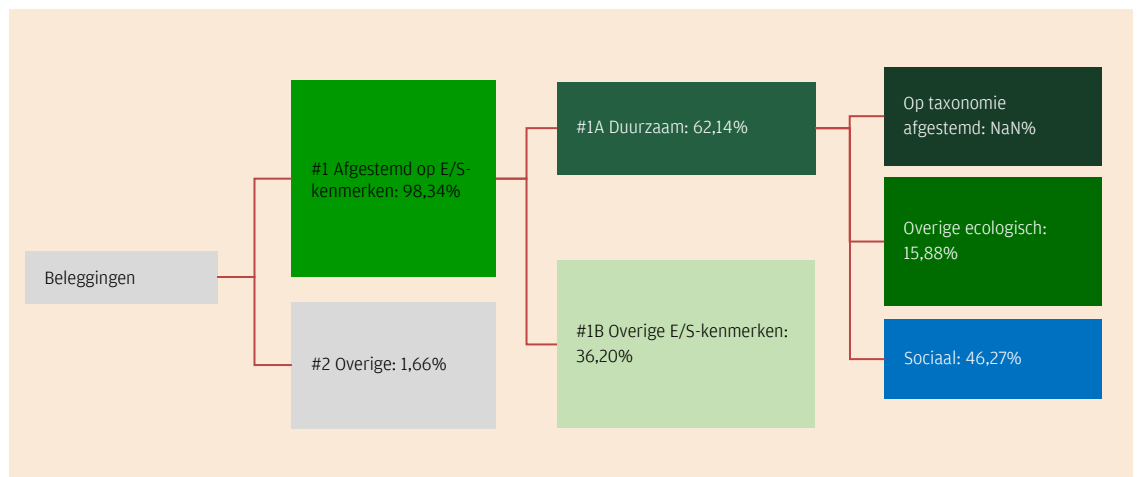 Beleggingen
#1 Afgestemd op E/S-
kenmerken: 98,34%
#2 Overige: 1,66%
#1A Duurzaam: 62,14%
#1B Overige E/S-kenmerken:
36,20%
Op taxonomie
afgestemd: NaN%
Overige ecologisch:
15,88%
Sociaal: 46,27%